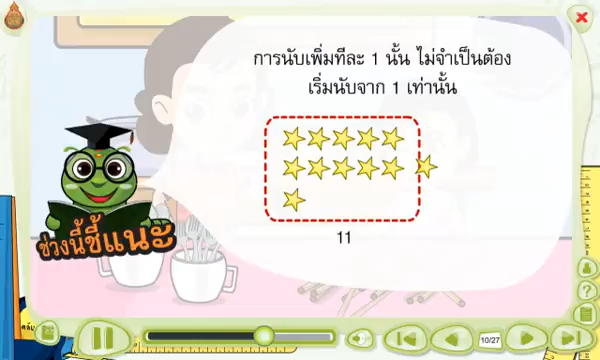 การนับเพิ่มทีละ 1 นั้น ไม่จำเป็นต้อง
เริ่มนับจาก 1 เท่านั้น
ช่วงนี้ชี้แนะ
11
10/27